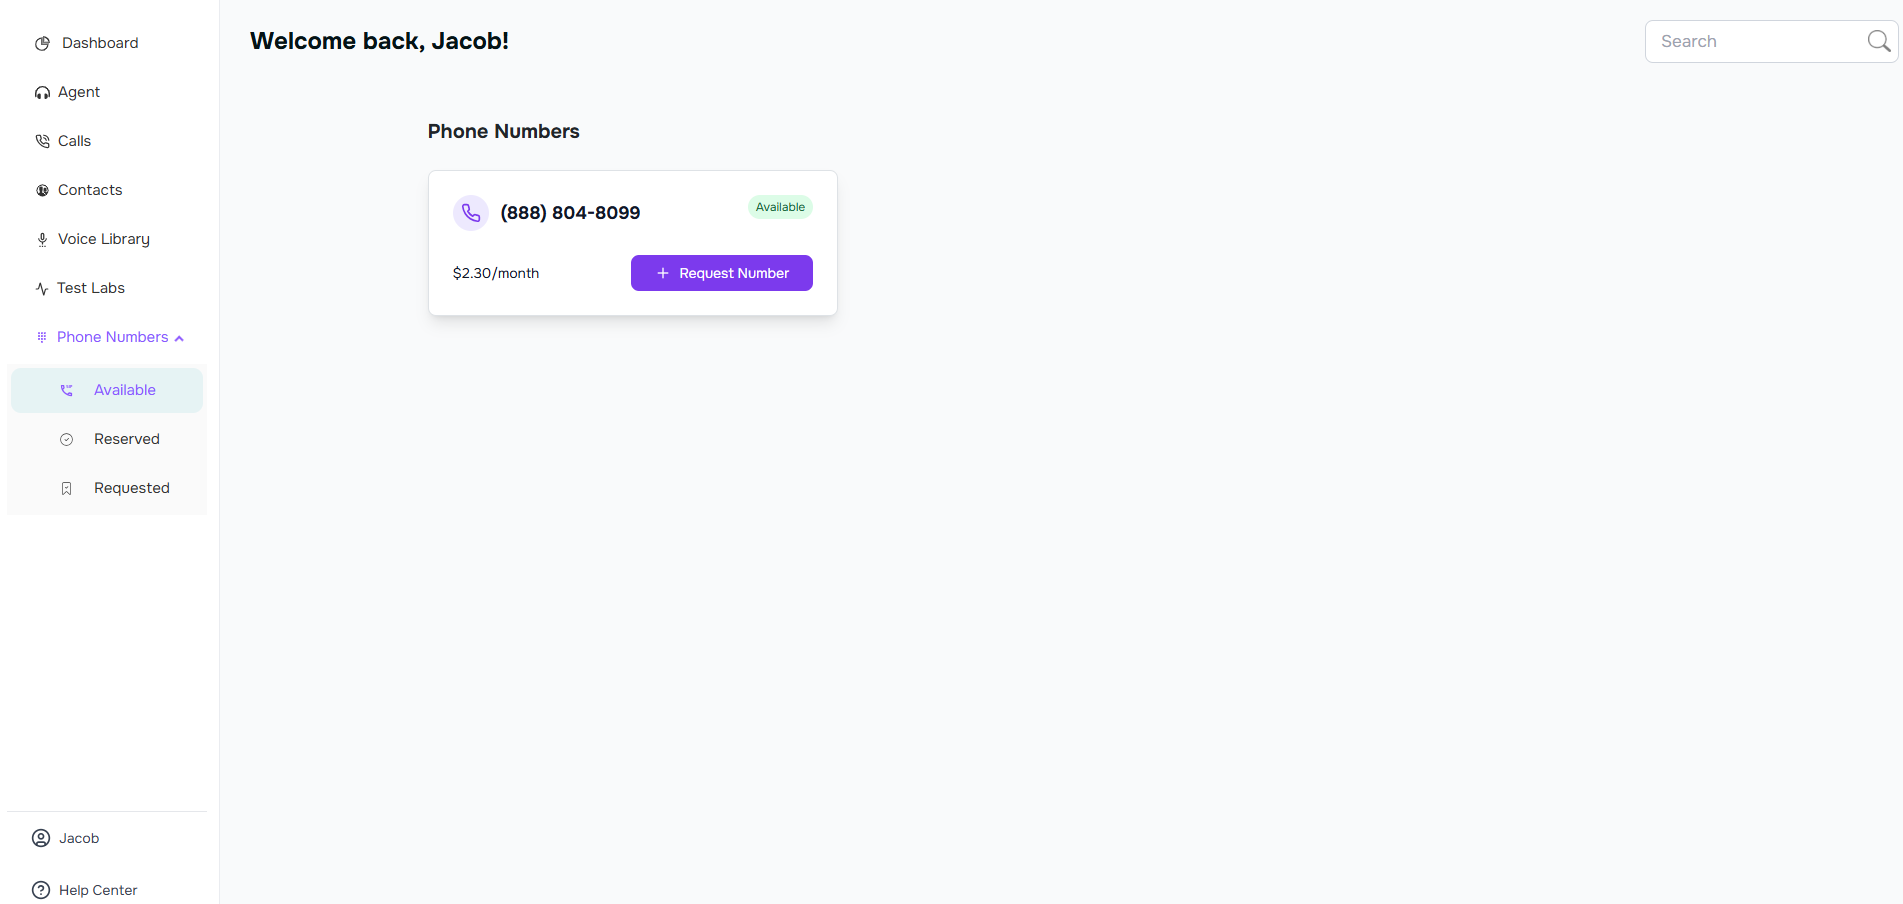 Dashboard
Agent
Calls
Contacts
Voice Library
Test Labs
Phone Numbers
Available
Reserved
Requested
Jacob
Help Center
Welcome back, Jacob!
Search
Phone Numbers
(888) 804-8099
Available
$2.30/month
+ Request Number